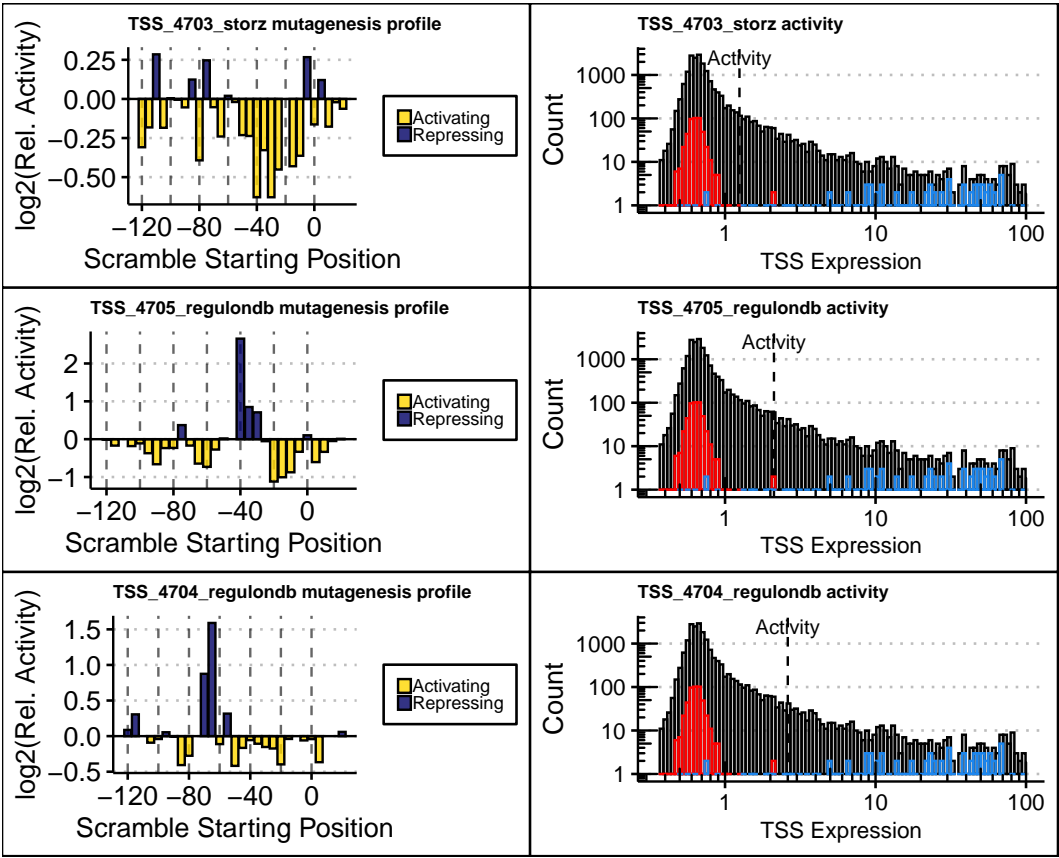 TSS_4703_storz mutagenesis profile
log2(Rel. Activity)
0.25
0.00
−0.25
−0.50
−120 −80 −40 0
Scramble Starting Position
Activating
Repressing
TSS_4703_storz activity
Activity
Count
1000
100
10
1
1 10 100
TSS Expression
TSS_4705_regulondb mutagenesis profile
log2(Rel. Activity)
2
1
0
−1
−120 −80 −40 0
Scramble Starting Position
Activating
Repressing
TSS_4705_regulondb activity
Activity
Count
1000
100
10
1
1 10 100
TSS Expression
TSS_4704_regulondb mutagenesis profile
log2(Rel. Activity)
1.5
1.0
0.5
0.0
−0.5
−120 −80 −40 0
Scramble Starting Position
Activating
Repressing
TSS_4704_regulondb activity
Activity
Count
1000
100
10
1
1 10 100
TSS Expression